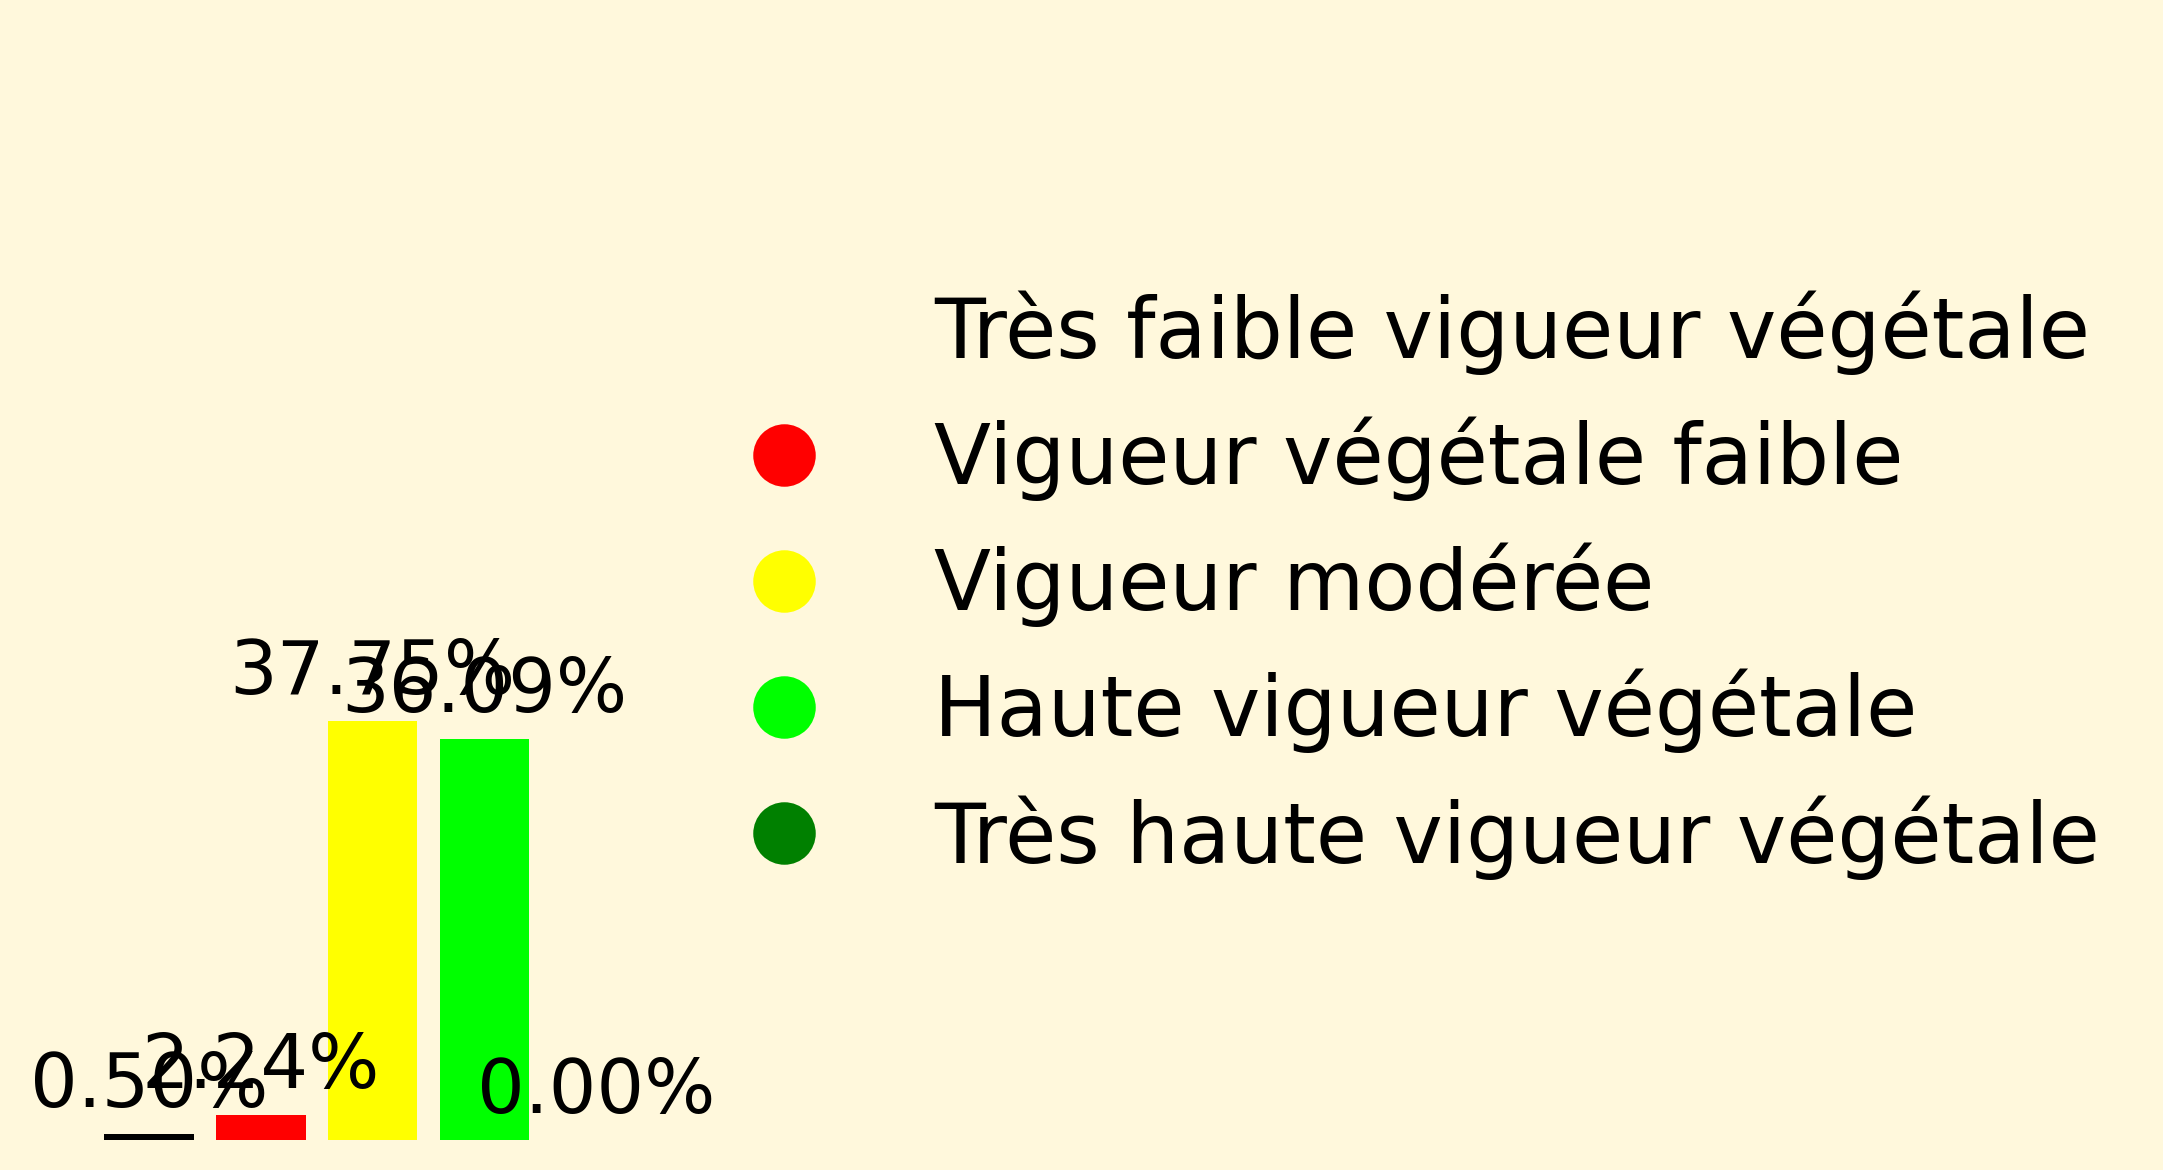 Très faible vigueur végétale
Vigueur végétale faible
Vigueur modérée
Haute vigueur végétale
Très haute vigueur végétale
37.75%
36.09%
2.24%
0.50%
0.00%